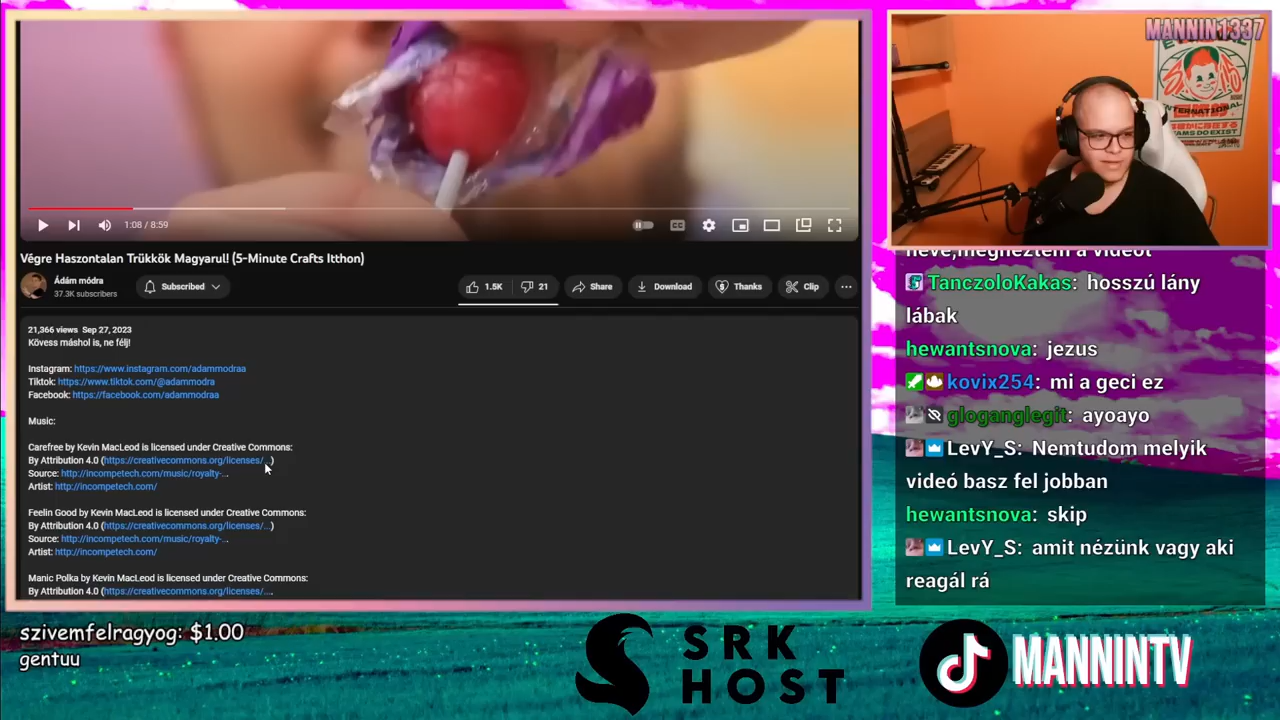 MANNIN1337
INTERNATIONAL
1:08 / 8:59
Végre Haszontalan Trükkök Magyarul! (5-Minute Crafts Itthon)
Ádám módra
37.3K subscribers
Subscribed
1.5K
21
Share
Download
Thanks
Clip
21,366 views Sep 27, 2023
Kövess máshol is, ne félj!
Instagram: https://www.instagram.com/adammodraa
Tiktok: https://www.tiktok.com/@adammodra
Facebook: https://facebook.com/adammodraa
Music:
Carefree by Kevin MacLeod is licensed under Creative Commons:
By Attribution 4.0 (https://creativecommons.org/licenses/...)
Source: http://incompetech.com/music/royalty-...
Artist: http://incompetech.com/
Feelin Good by Kevin MacLeod is licensed under Creative Commons:
By Attribution 4.0 (https://creativecommons.org/licenses/...)
Source: http://incompetech.com/music/royalty-...
Artist: http://incompetech.com/
Manic Polka by Kevin MacLeod is licensed under Creative Commons:
By Attribution 4.0 (https://creativecommons.org/licenses/...
neve,megnéztem a videót
TanczoloKakas: hosszú lány
lábak
hewantsnova: jezus
kovix254: mi a geci ez
gloganglegit: ayoayo
LevY_S: Nemtudom melyik
videó basz fel jobban
hewantsnova: skip
LevY_S: amit nézünk vagy aki
reagál rá
szivemfelragyog: $1.00
gentuu
SRK
HOST
MANNINTV